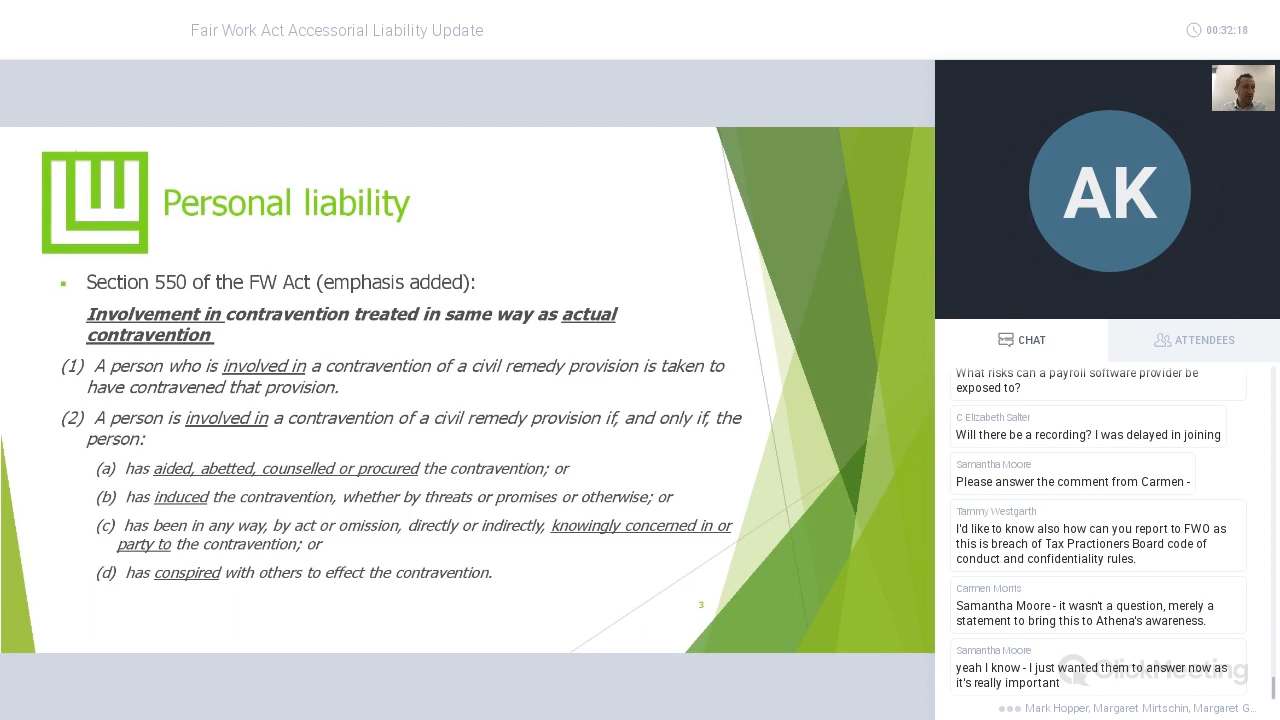 Fair Work Act Accessorial Liability Update
00:32:18
Personal liability
Section 550 of the FW Act (emphasis added):
Involvement in contravention treated in same way as actual
contravention
(1) A person who is involved in a contravention of a civil remedy provision is taken to
have contravened that provision.
(2) A person is involved in a contravention of a civil remedy provision if, and only if, the
person:
(a) has aided, abetted, counselled or procured the contravention; or
(b) has induced the contravention, whether by threats or promises or otherwise; or
(c) has been in any way, by act or omission, directly or indirectly, knowingly concerned in or
party to the contravention; or
(d) has conspired with others to effect the contravention.
3
AK
CHAT
ATTENDEES
What risks can a payroll software provider be
exposed to?
C Elizabeth Salter
Will there be a recording? I was delayed in joining
Samantha Moore
Please answer the comment from Carmen -
Tammy Westgarth
I'd like to know also how can you report to FWO as
this is breach of Tax Practioners Board code of
conduct and confidentiality rules.
Carmen Morris
Samantha Moore - it wasn't a question, merely a
statement to bring this to Athena's awareness.
Samantha Moore
yeah I know - I just wanted them to answer now as
it's really important
ClickMeeting
Mark Hopper, Margaret Mirtschin, Margaret G...